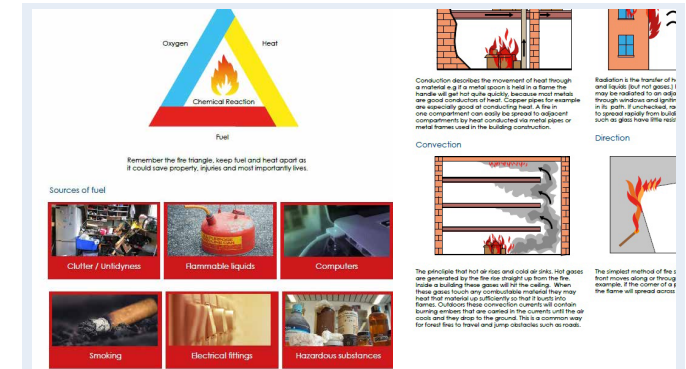 Oxygen
Heat
Chemical Reaction
Fuel
Remember the fire triangle, keep fuel and heat apart as
it could save property, injuries and most importantly lives.
Sources of fuel
Clutter / Untidyness
Flammable liquids
Computers
Smoking
Electrical fittings
Hazardous substances
Conduction describes the movement of heat through
a material e.g if a metal spoon is held in a flame the
handle will get hot quite quickly, because most metals
are good conductors of heat. Copper pipes for example
are especially good at conducting heat. A fire in
one compartment can easily be spread to adjacent
compartments by heat conducted via metal pipes or
metal frames used in the building construction.
Convection
The principle that hot air rises and cold air sinks. Hot gases
are generated by the fire rise straight up from the fire.
Inside a building these gases will hit the ceiling. When
these gases touch any combustable material they may
heat that material up sufficiently so that it bursts into
flames. Outdoors these convection currents will contain
burning embers that are carried in the currents until the air
cools and they drop to the ground. This is a common way
for forest fires to travel and jump obstacles such as roads.
Radiation is the transfer of
and liquids (but not gases.)
may be radiated to an
through windows and
in its path. If unchecked,
to spread rapidly from
such as glass have little
Direction
The simplest method of fire
front moves along or
example, if the corner of a
the flame will spread across